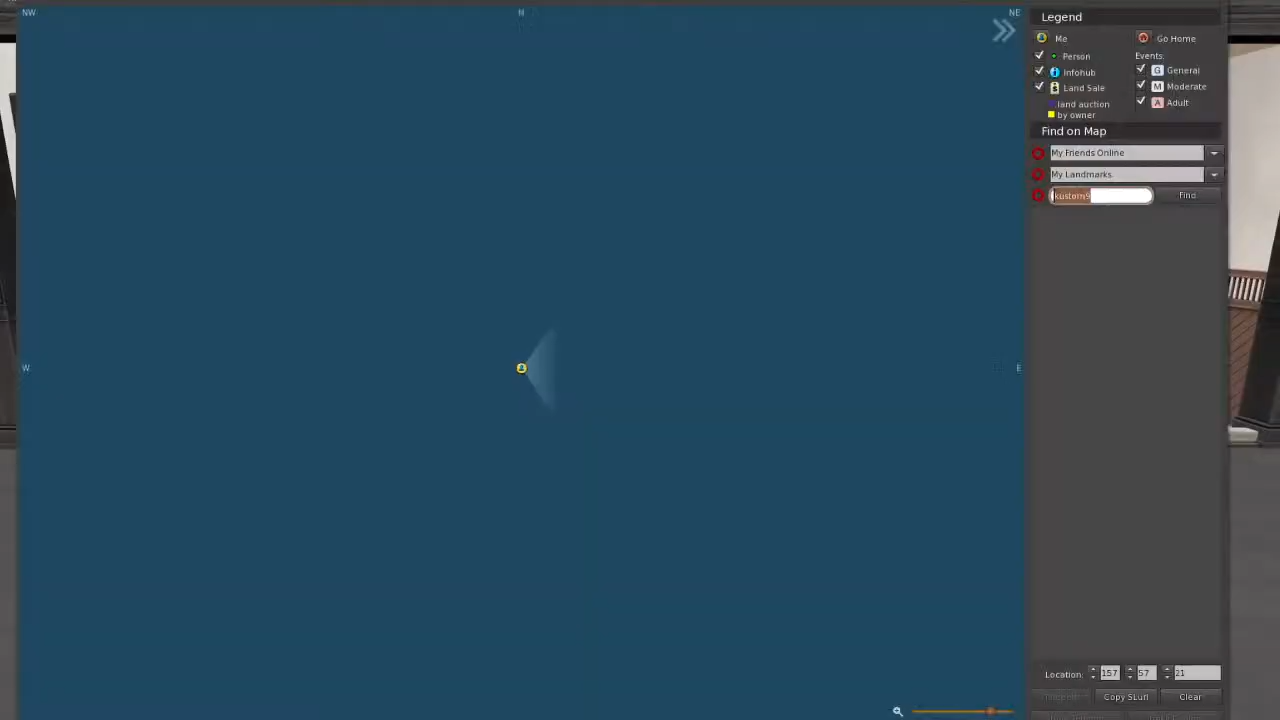 NW
N
NE
Legend
Me
Go Home
Person
Events:
Infohub
G General
Land Sale
M Moderate
land auction
A Adult
by owner
Find on Map
My Friends Online
My Landmarks
kustom9
Find
W
E
Location: 157 57 21
Copy SLurl
Clear